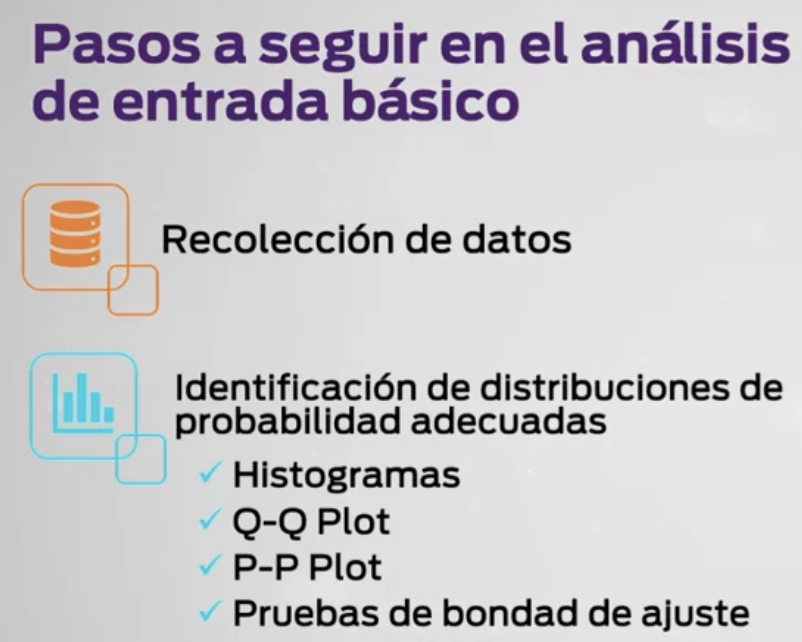 Pasos a seguir en el análisis
de entrada básico
Recolección de datos
Identificación de distribuciones de
probabilidad adecuadas
✓ Histogramas
✓ Q-Q Plot
✓ P-P Plot
✓ Pruebas de bondad de ajuste